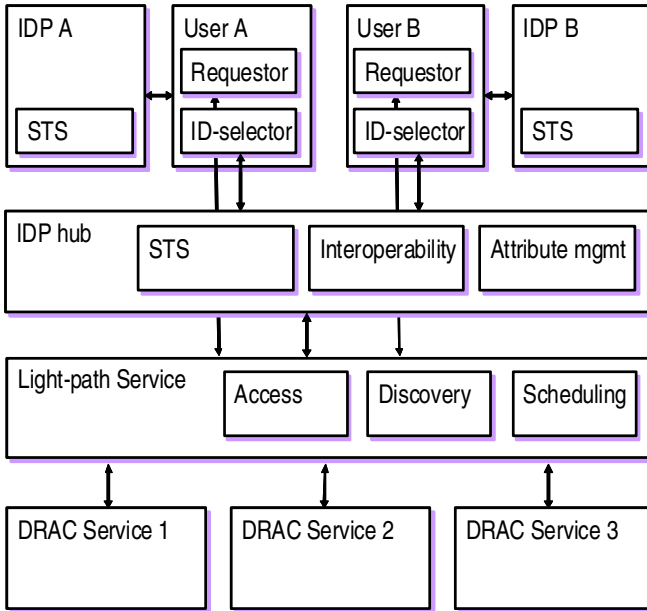 IDP A
User A
User B
IDP B
Requestor
Requestor
STS
ID-selector
ID-selector
STS
IDP hub
STS
Interoperability
Attribute mgmt
Light-path Service
Access
Discovery
Scheduling
DRAC Service 1
DRAC Service 2
DRAC Service 3